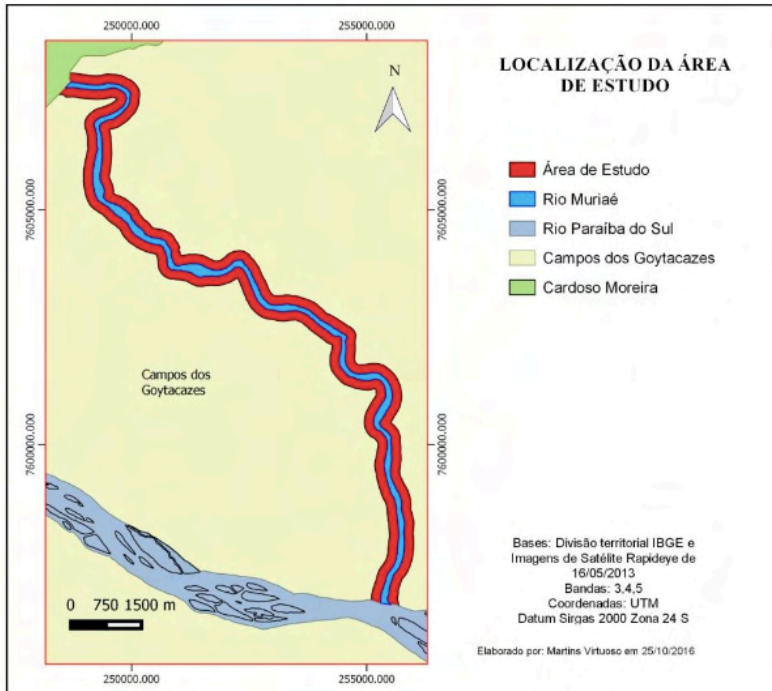 250000.000
255000.000
LOCALIZAÇÃO DA ÁREA
DE ESTUDO
N
Área de Estudo
Rio Muriaé
Rio Paraíba do Sul
Campos dos Goytacazes
Cardoso Moreira
7605000.000
7605000.000
Campos dos
Goytacazes
7600000.000
7600000.000
Bases: Divisão territorial IBGE e
Imagens de Satélite Rapideye de
16/05/2013
Bandas: 3,4,5
Coordenadas: UTM
Datum Sirgas 2000 Zona 24 S
0 750 1500 m
Elaborado por: Martins Virtuoso em 25/10/2016
250000.000
255000.000